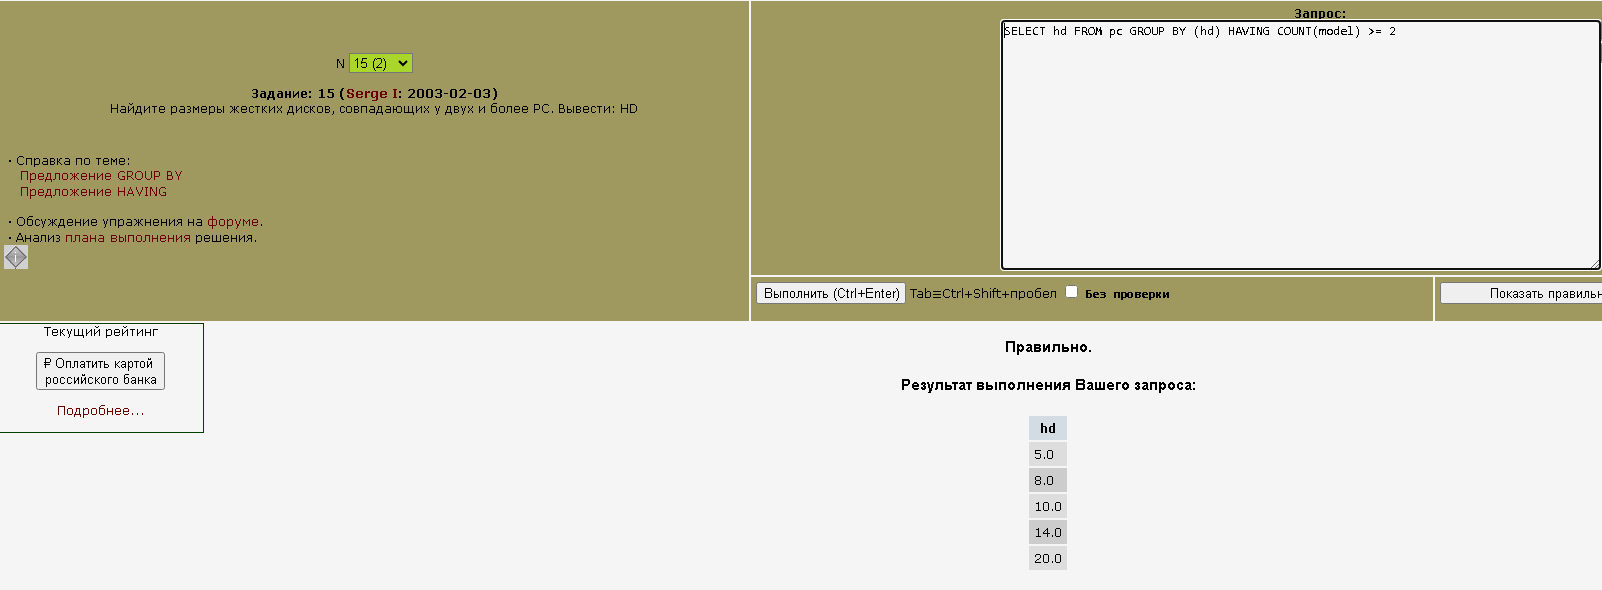 N 15 (2)
Задание: 15 (Serge I: 2003-02-03)
Найдите размеры жестких дисков, совпадающих у двух и более PC. Вывести: HD
· Справка по теме:
Предложение GROUP BY
Предложение HAVING
· Обсуждение упражнения на форуме.
· Анализ плана выполнения решения.
Запрос:
SELECT hd FROM pc GROUP BY (hd) HAVING COUNT(model) >= 2
Выполнить (Ctrl+Enter) Tab≡Ctrl+Shift+пробел Без проверки
Показать правильн
Текущий рейтинг
₽ Оплатить картой
российского банка
Подробнее...
Правильно.
Результат выполнения Вашего запроса:
hd
5.0
8.0
10.0
14.0
20.0